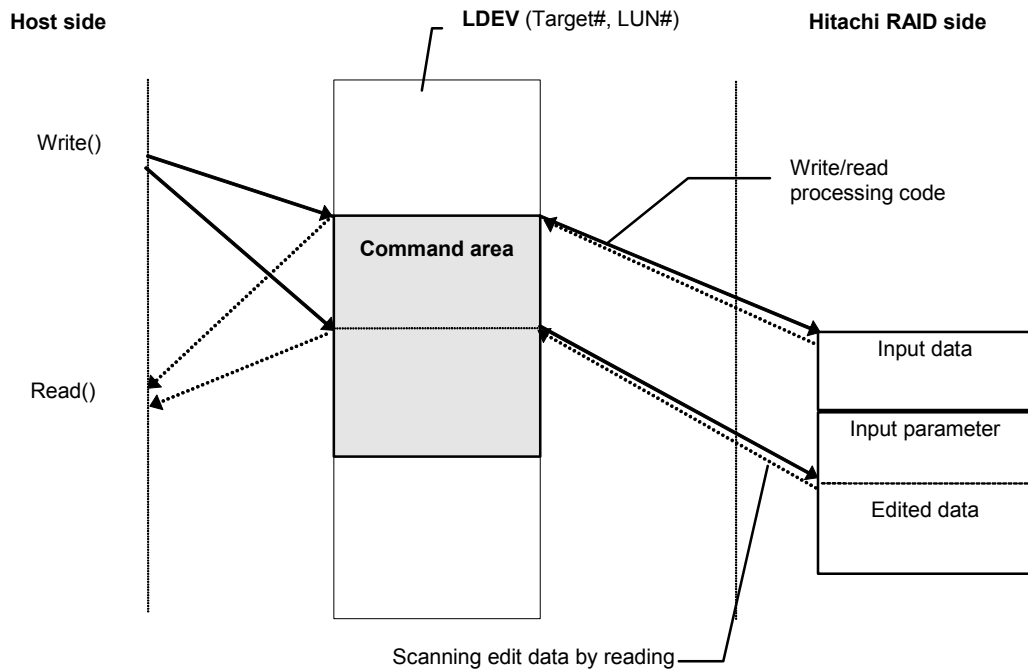 Host side
LDEV (Target#, LUN#)
Hitachi RAID side
Write()
Write/read
processing code
Command area
Input data
Read()
Input parameter
Edited data
Scanning edit data by reading